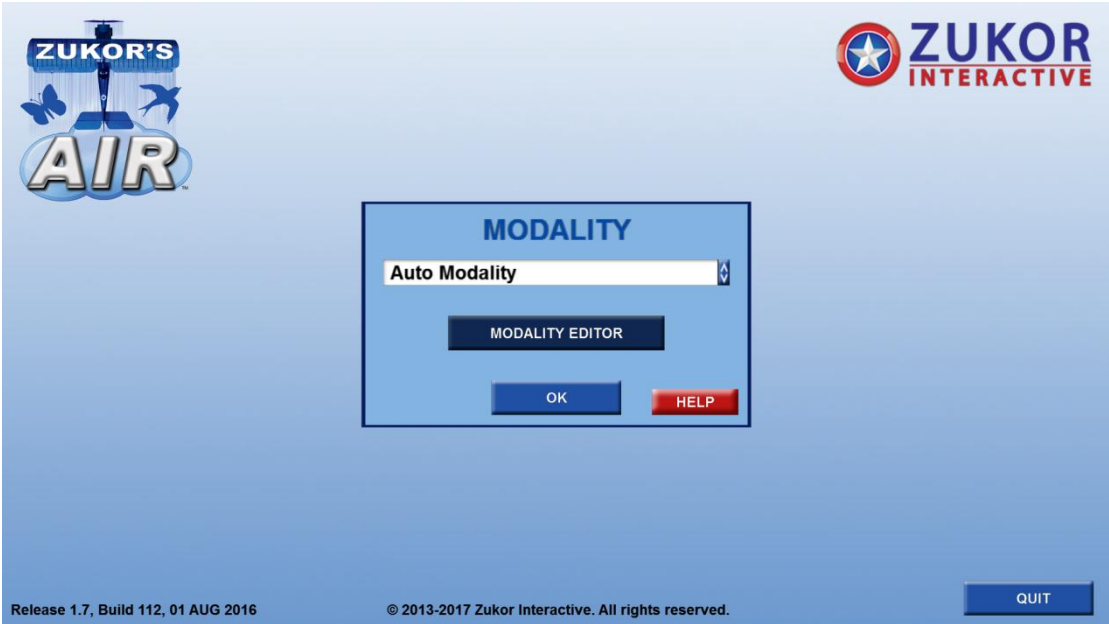 ZUKOR'S
AIR
TM
ZUKOR
INTERACTIVE
MODALITY
Auto Modality
MODALITY EDITOR
OK
HELP
QUIT
Release 1.7, Build 112, 01 AUG 2016
© 2013-2017 Zukor Interactive. All rights reserved.